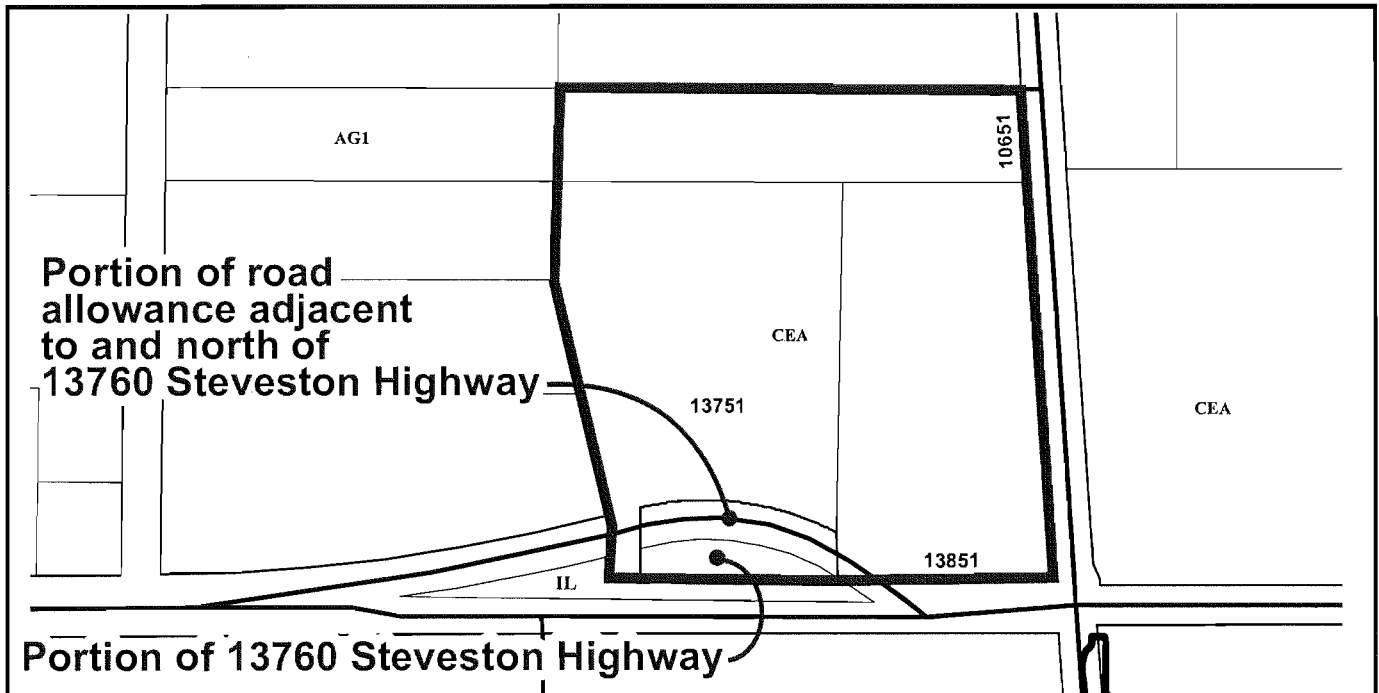 AG1
10651
Portion of road
allowance adjacent
to and north of
13760 Steveston Highway
CEA
13751
CEA
13851
IL
Portion of 13760 Steveston Highway